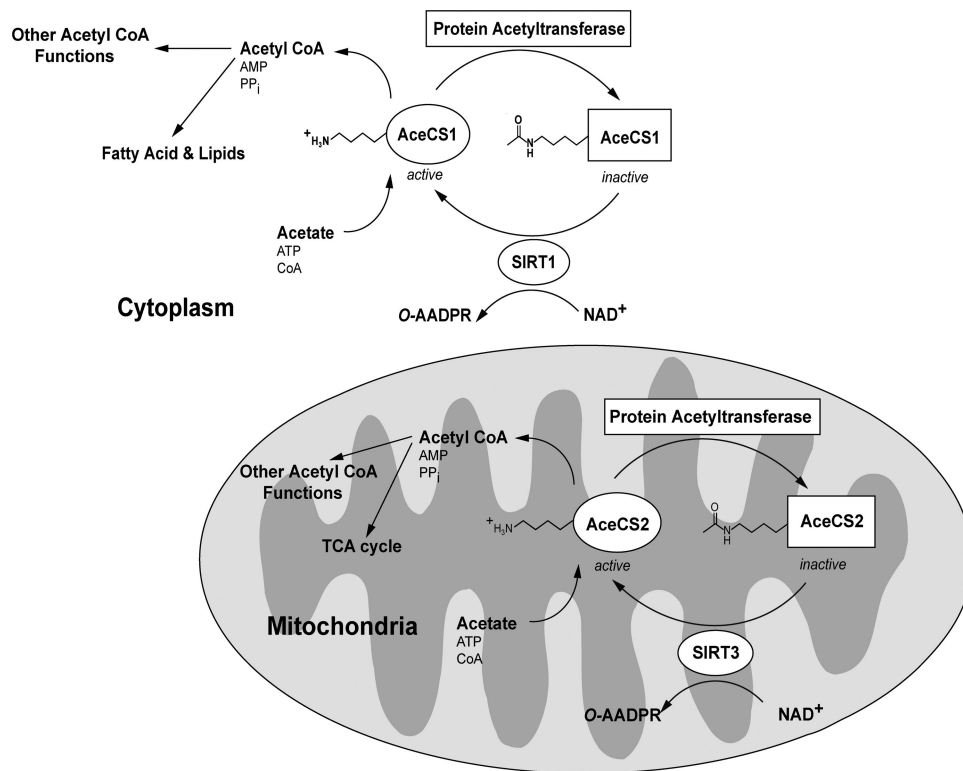 Protein Acetyltransferase
Other Acetyl CoA
Functions
Acetyl CoA
AMP
PPi
Fatty Acid & Lipids
+
H3N
AceCS1
active
O
N
H
AceCS1
inactive
Acetate
ATP
CoA
SIRT1
Cytoplasm
O-AADPR
NAD+
Protein Acetyltransferase
Acetyl CoA
AMP
PPi
Other Acetyl CoA
Functions
TCA cycle
+
H3N
AceCS2
active
O
N
H
AceCS2
inactive
Mitochondria
Acetate
ATP
CoA
SIRT3
O-AADPR
NAD+